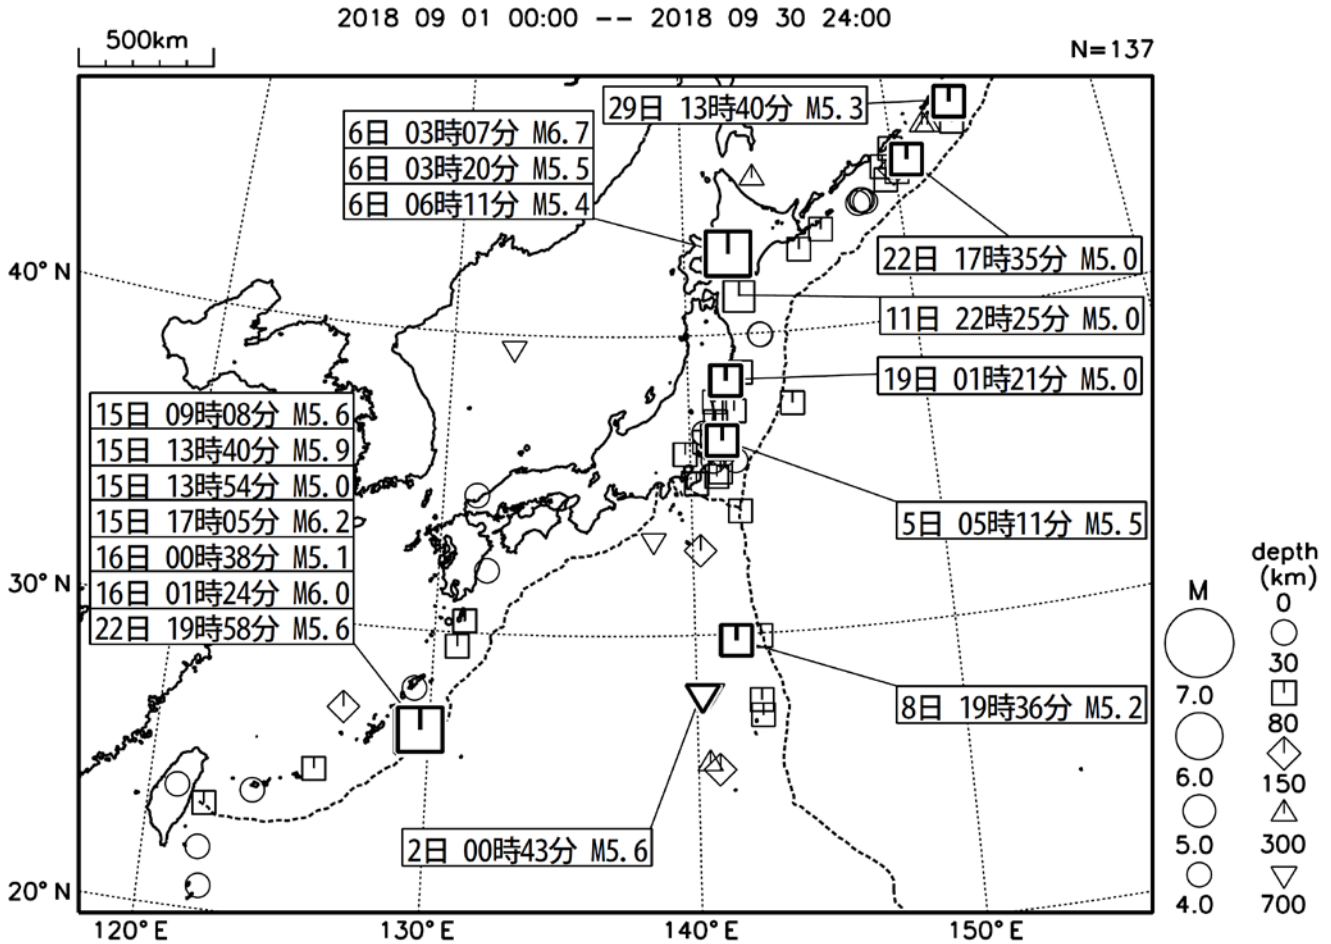 2018 09 01 00:00 -- 2018 09 30 24:00
500km
N=137
29日 13時40分 M5.3
6日 03時07分 M6.7
6日 03時20分 M5.5
6日 06時11分 M5.4
22日 17時35分 M5.0
40°N
11日 22時25分 M5.0
19日 01時21分 M5.0
15日 09時08分 M5.6
15日 13時40分 M5.9
15日 13時54分 M5.0
15日 17時05分 M6.2
16日 00時38分 M5.1
16日 01時24分 M6.0
22日 19時58分 M5.6
5日 05時11分 M5.5
30°N
8日 19時36分 M5.2
2日 00時43分 M5.6
20°N
120°E 130°E 140°E 150°E
M
7.0
6.0
5.0
4.0
depth
(km)
0
30
80
150
300
700